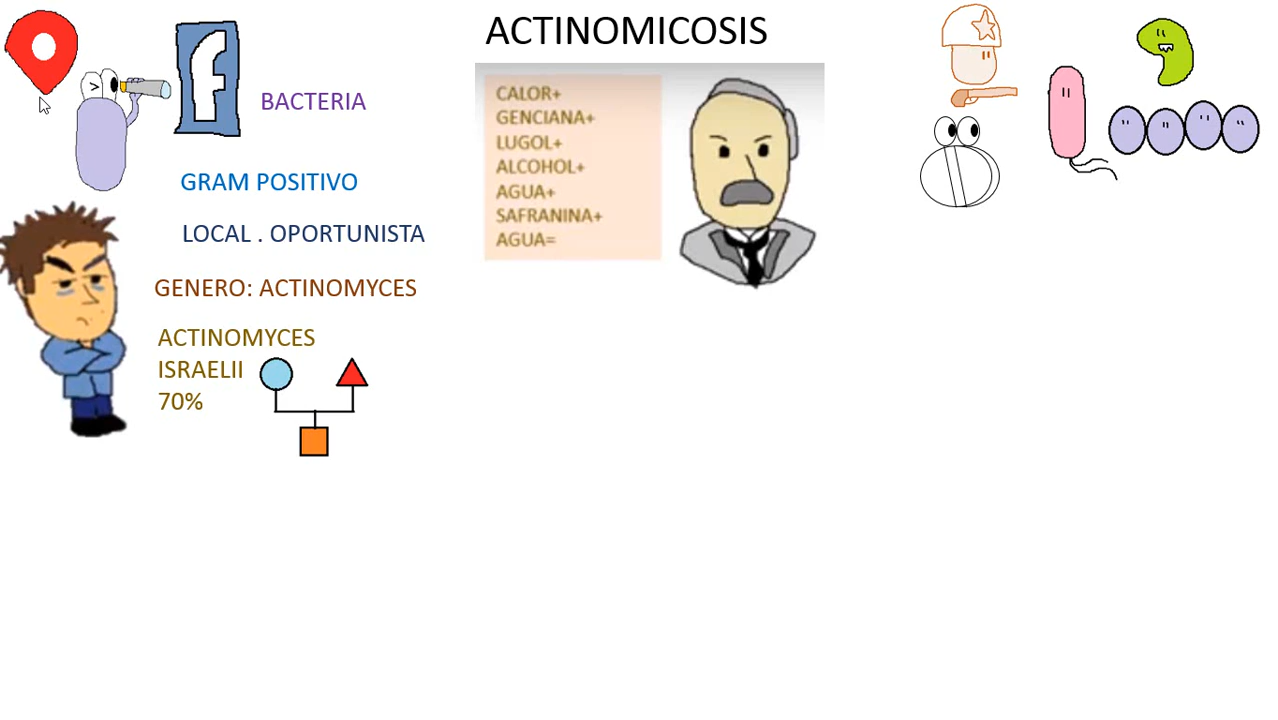 ACTINOMICOSIS
BACTERIA
GRAM POSITIVO
LOCAL . OPORTUNISTA
GENERO: ACTINOMYCES
ACTINOMYCES
ISRAELII
70%
CALOR+
GENCIANA+
LUGOL+
ALCOHOL+
AGUA+
SAFRANINA+
AGUA=